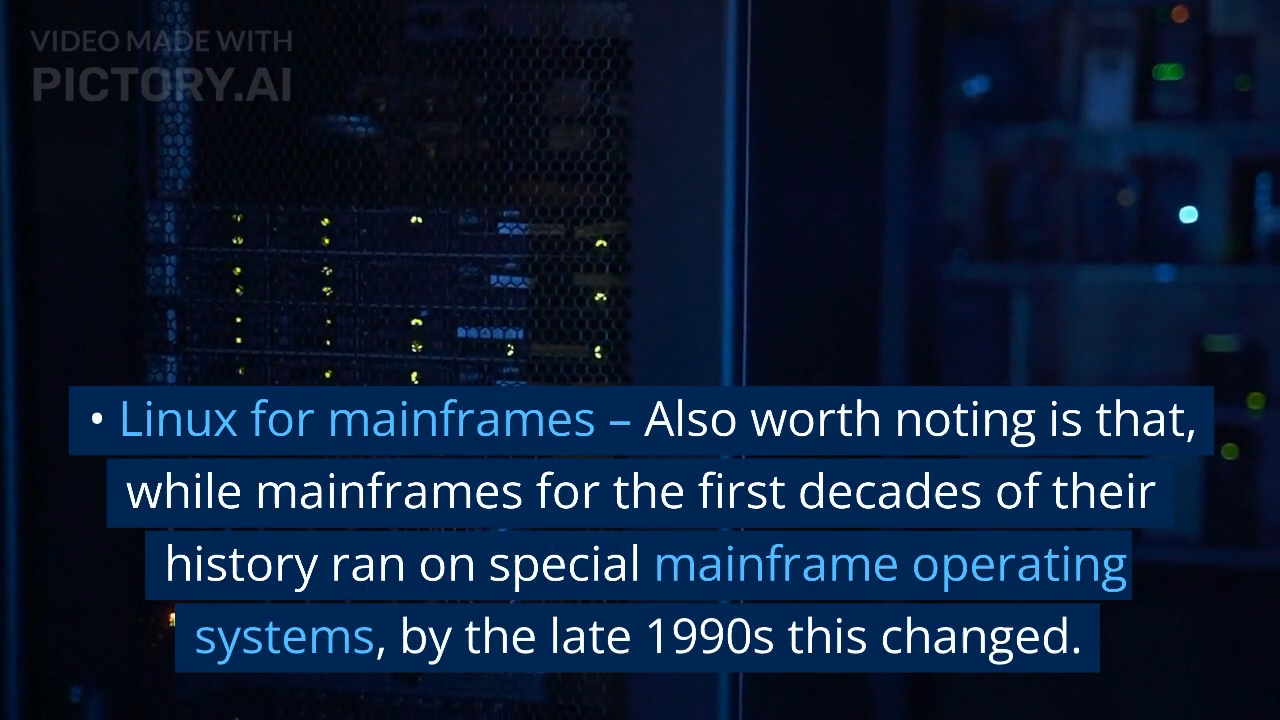 VIDEO MADE WITH
PICTORY.AI
• Linux for mainframes – Also worth noting is that,
while mainframes for the first decades of their
history ran on special mainframe operating
systems, by the late 1990s this changed.